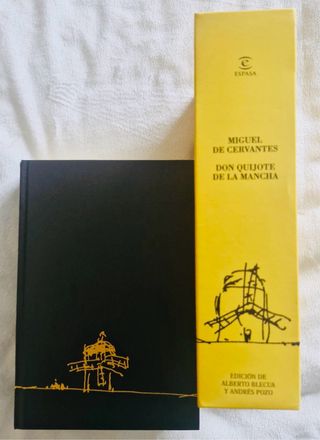 ESPASA
MIGUEL
DE CERVANTES
DON QUIJOTE
DE LA MANCHA
EDICIÓN DE
ALBERTO BLECUA
Y ANDRÉS POZO